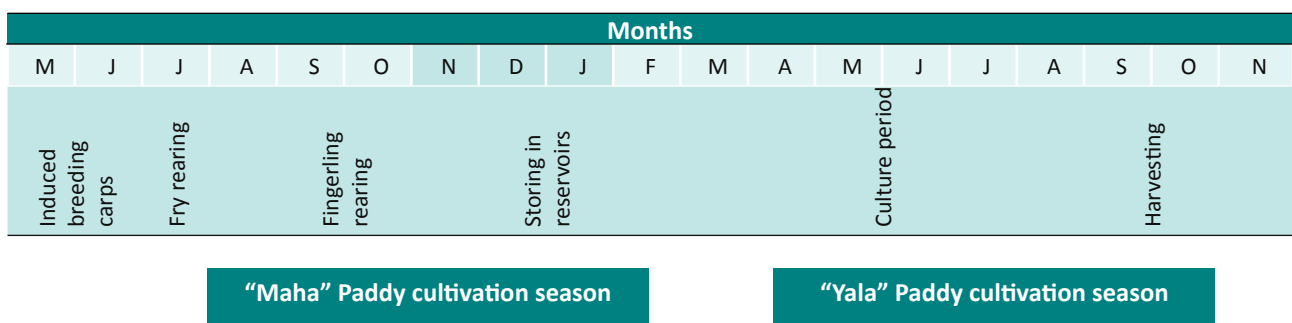 Months
M J J A S O N D J F M A M J J A S O N
Induced
breeding
carps
Fry rearing
Fingerling
rearing
Storing in
reservoirs
Culture period
Harvesting
“Maha” Paddy cultivation season
“Yala” Paddy cultivation season